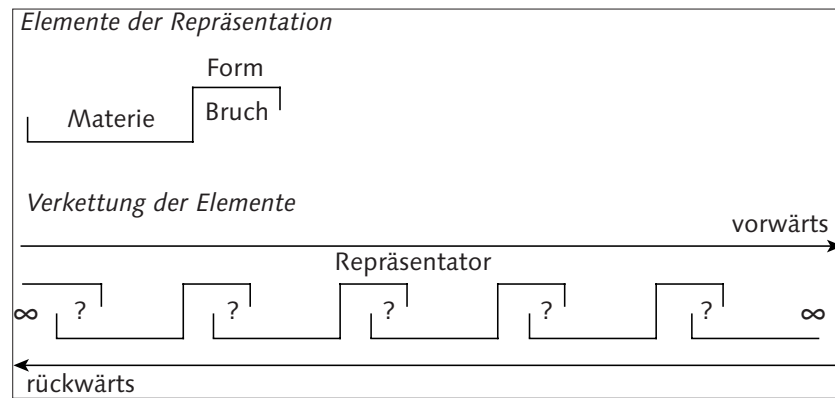 Elemente der Repräsentation
Form
Materie Bruch
Verkettung der Elemente
vorwärts
Repräsentator
∞ ? ? ? ? ? ∞
rückwärts